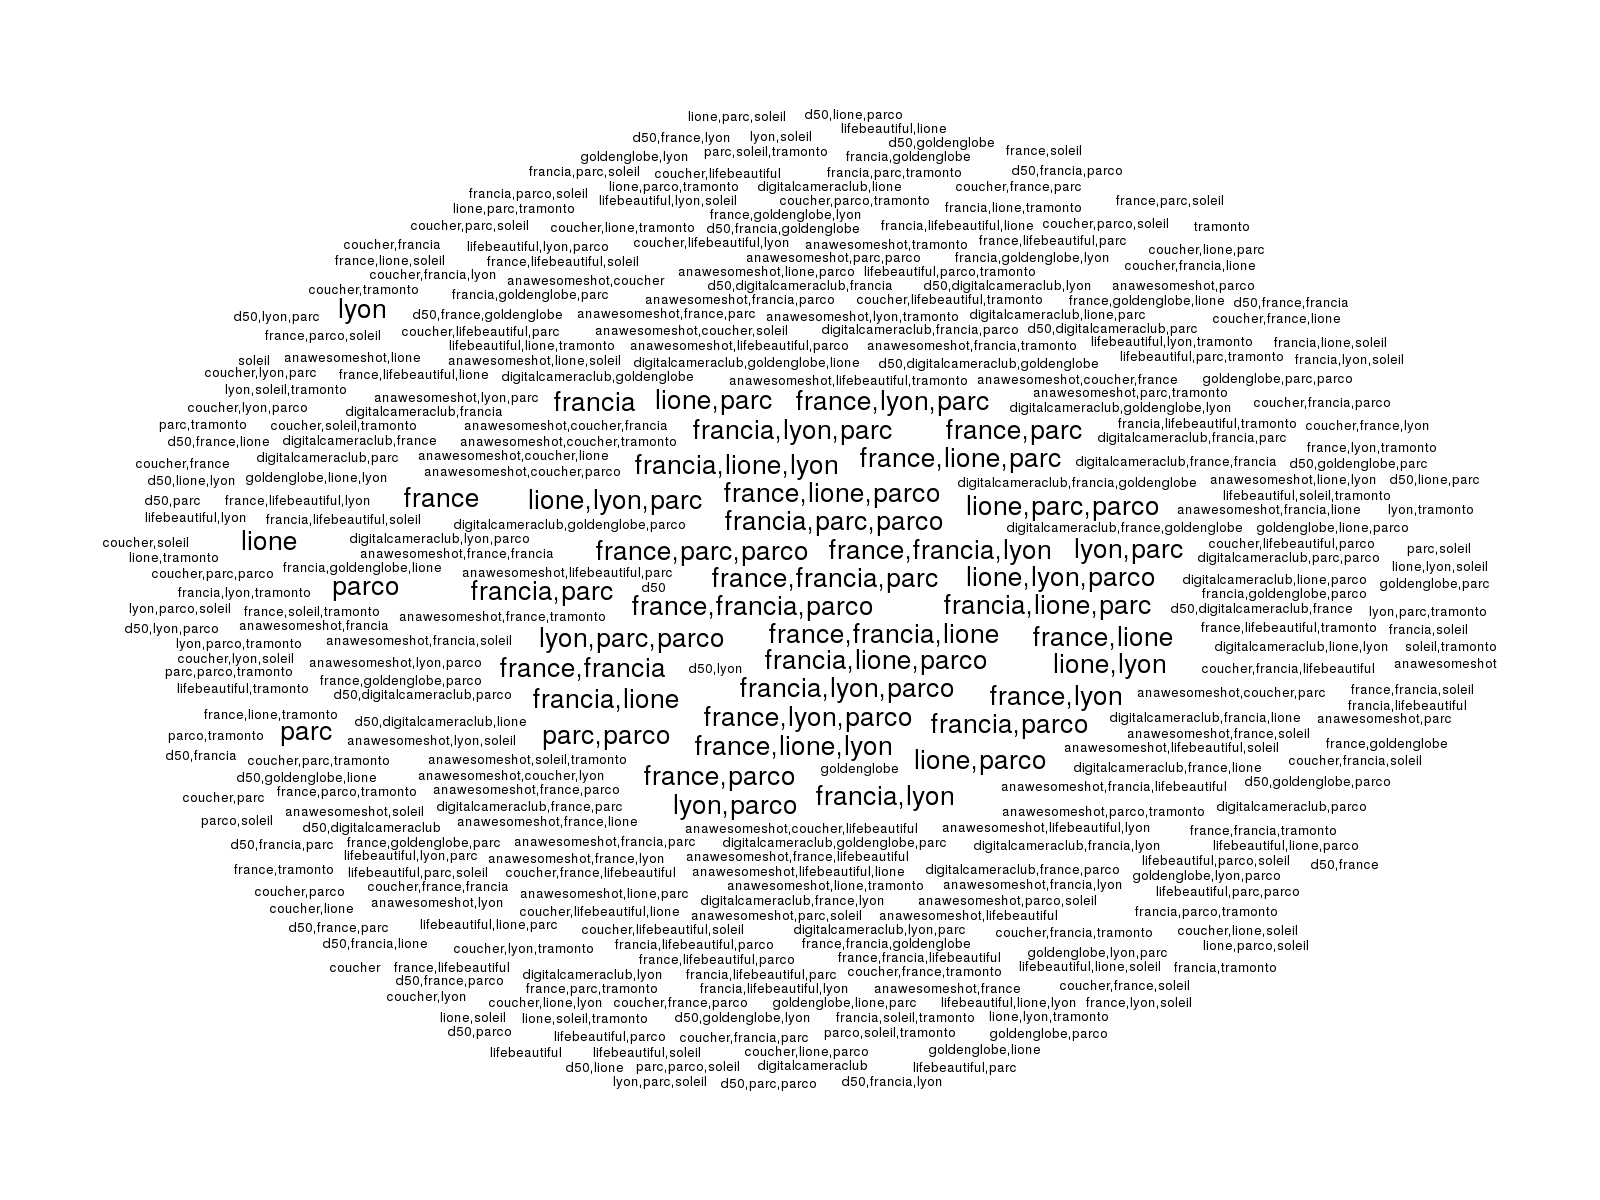 lione,parc,soleil d50,lione,parco
lifebeautiful,lione
d50,france,lyon lyon,soleil d50,goldenglobe
goldenglobe,lyon parc,soleil,tramonto francia,goldenglobe france,soleil
francia,parc,soleil coucher,lifebeautiful francia,parc,tramonto d50,francia,parco
lione,parco,tramonto digitalcameraclub,lione coucher,france,parc
francia,parco,soleil lifebeautiful,lyon,soleil coucher,parco,tramonto france,parc,soleil
lione,parc,tramonto france,goldenglobe,lyon francia,lione,tramonto
coucher,parc,soleil coucher,lione,tramonto d50,francia,goldenglobe francia,lifebeautiful,lione coucher,parco,soleil tramonto
coucher,francia lifebeautiful,lyon,parco coucher,lifebeautiful,lyon anawesomeshot,tramonto france,lifebeautiful,parc coucher,lione,parc
france,lione,soleil france,lifebeautiful,soleil anawesomeshot,parc,parco francia,goldenglobe,lyon coucher,francia,lione
coucher,francia,lyon anawesomeshot,coucher anawesomeshot,lione,parco lifebeautiful,parco,tramonto
coucher,tramonto francia,goldenglobe,parc d50,digitalcameraclub,francia d50,digitalcameraclub,lyon anawesomeshot,parco
anawesomeshot,francia,parco coucher,lifebeautiful,tramonto france,goldenglobe,lione d50,france,francia
d50,lyon,parc lyon d50,france,goldenglobe anawesomeshot,france,parc anawesomeshot,lyon,tramonto digitalcameraclub,lione,parc coucher,france,lione
france,parco,soleil coucher,lifebeautiful,parc anawesomeshot,coucher,soleil digitalcameraclub,francia,parco d50,digitalcameraclub,parc
lifebeautiful,lione,tramonto anawesomeshot,lifebeautiful,parco anawesomeshot,francia,tramonto lifebeautiful,lyon,tramonto francia,lione,soleil
soleil anawesomeshot,lione anawesomeshot,lione,soleil digitalcameraclub,goldenglobe,lione d50,digitalcameraclub,goldenglobe lifebeautiful,parc,tramonto francia,lyon,soleil
coucher,lyon,parc france,lifebeautiful,lione digitalcameraclub,goldenglobe anawesomeshot,lifebeautiful,tramonto anawesomeshot,coucher,france goldenglobe,parc,parco
lyon,soleil,tramonto anawesomeshot,lyon,parc francia lione,parc france,lyon,parc anawesomeshot,parc,tramonto
coucher,lyon,parco digitalcameraclub,francia digitalcameraclub,goldenglobe,lyon coucher,francia,parco
parc,tramonto coucher,soleil,tramonto anawesomeshot,coucher,francia francia,lyon,parc france,parc francia,lifebeautiful,tramonto coucher,france,lyon
d50,france,lione digitalcameraclub,france anawesomeshot,coucher,tramonto digitalcameraclub,francia,parc
france,lyon,tramonto
coucher,france digitalcameraclub,parc anawesomeshot,coucher,lione francia,lione,lyon france,lione,parc digitalcameraclub,france,francia d50,goldenglobe,parc
d50,lione,lyon goldenglobe,lione,lyon anawesomeshot,coucher,parco digitalcameraclub,francia,goldenglobe anawesomeshot,lione,lyon d50,lione,parc
d50,parc france,lifebeautiful,lyon france lione,lyon,parc france,lione,parco lione,parc,parco lifebeautiful,soleil,tramonto
lifebeautiful,lyon francia,lifebeautiful,soleil digitalcameraclub,goldenglobe,parco francia,parc,parco anawesomeshot,francia,lione lyon,tramonto
digitalcameraclub,france,goldenglobe goldenglobe,lione,parco
coucher,soleil lione digitalcameraclub,lyon,parco coucher,lifebeautiful,parco parc,soleil
lione,tramonto anawesomeshot,france,francia france,parc,parco france,francia,lyon lyon,parc digitalcameraclub,parc,parco
coucher,parc,parco francia,goldenglobe,lione anawesomeshot,lifebeautiful,parc france,francia,parc lione,lyon,parco digitalcameraclub,lione,parco lione,lyon,soleil
francia,lyon,tramonto parco francia,parc d50 francia,goldenglobe,parco goldenglobe,parc
lyon,parco,soleil france,soleil,tramonto anawesomeshot,france,tramonto france,francia,parco francia,lione,parc d50,digitalcameraclub,france lyon,parc,tramonto
d50,lyon,parco anawesomeshot,francia france,lifebeautiful,tramonto francia,soleil
lyon,parco,tramonto anawesomeshot,francia,soleil lyon,parc,parco france,francia,lione france,lione digitalcameraclub,lione,lyon soleil,tramonto
coucher,lyon,soleil anawesomeshot,lyon,parco france,francia d50,lyon francia,lione,parco lione,lyon coucher,francia,lifebeautiful anawesomeshot
parc,parco,tramonto france,goldenglobe,parco
lifebeautiful,tramonto d50,digitalcameraclub,parco francia,lione francia,lyon,parco france,lyon anawesomeshot,coucher,parc france,francia,soleil
francia,lifebeautiful
france,lione,tramonto d50,digitalcameraclub,lione france,lyon,parco francia,parco digitalcameraclub,francia,lione anawesomeshot,parc
parco,tramonto parc anawesomeshot,lyon,soleil parc,parco france,lione,lyon anawesomeshot,france,soleil
d50,francia coucher,parc,tramonto anawesomeshot,soleil,tramonto lione,parco anawesomeshot,lifebeautiful,soleil france,goldenglobe
d50,goldenglobe,lione anawesomeshot,coucher,lyon france,parco goldenglobe digitalcameraclub,france,lione coucher,francia,soleil
coucher,parc france,parco,tramonto anawesomeshot,france,parco lyon,parco francia,lyon anawesomeshot,francia,lifebeautiful d50,goldenglobe,parco
parco,soleil anawesomeshot,soleil digitalcameraclub,france,parc anawesomeshot,parco,tramonto digitalcameraclub,parco
d50,digitalcameraclub anawesomeshot,france,lione anawesomeshot,coucher,lifebeautiful anawesomeshot,lifebeautiful,lyon france,francia,tramonto
d50,francia,parc france,goldenglobe,parc anawesomeshot,francia,parc digitalcameraclub,goldenglobe,parc digitalcameraclub,francia,lyon lifebeautiful,lione,parco
lifebeautiful,lyon,parc anawesomeshot,france,lyon anawesomeshot,france,lifebeautiful lifebeautiful,parco,soleil d50,france
france,tramonto lifebeautiful,parc,soleil coucher,france,lifebeautiful anawesomeshot,lifebeautiful,lione digitalcameraclub,france,parco goldenglobe,lyon,parco
coucher,parco coucher,france,francia anawesomeshot,lione,parc anawesomeshot,lione,tramonto anawesomeshot,francia,lyon lifebeautiful,parc,parco
coucher,lione anawesomeshot,lyon coucher,lifebeautiful,lione digitalcameraclub,france,lyon anawesomeshot,parco,soleil
anawesomeshot,parc,soleil anawesomeshot,lifebeautiful francia,parco,tramonto
d50,france,parc lifebeautiful,lione,parc coucher,lifebeautiful,soleil digitalcameraclub,lyon,parc coucher,francia,tramonto coucher,lione,soleil
d50,francia,lione coucher,lyon,tramonto francia,lifebeautiful,parco france,francia,goldenglobe goldenglobe,lyon,parc lione,parco,soleil
france,lifebeautiful,parco france,francia,lifebeautiful
coucher france,lifebeautiful digitalcameraclub,lyon francia,lifebeautiful,parc coucher,france,tramonto lifebeautiful,lione,soleil francia,tramonto
d50,france,parco france,parc,tramonto francia,lifebeautiful,lyon anawesomeshot,france coucher,france,soleil
coucher,lyon coucher,lione,lyon coucher,france,parco goldenglobe,lione,parc lifebeautiful,lione,lyon france,lyon,soleil
lione,soleil lione,soleil,tramonto d50,goldenglobe,lyon francia,soleil,tramonto lione,lyon,tramonto
d50,parco lifebeautiful,parco coucher,francia,parc parco,soleil,tramonto goldenglobe,parco
lifebeautiful lifebeautiful,soleil coucher,lione,parco goldenglobe,lione
d50,lione parc,parco,soleil digitalcameraclub lifebeautiful,parc
lyon,parc,soleil d50,parc,parco d50,francia,lyon